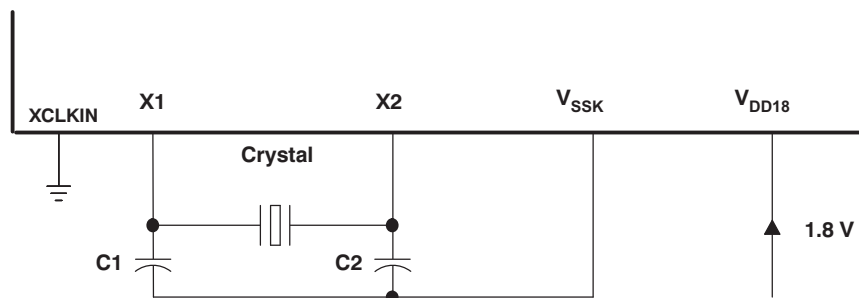 X1 X2 V_SSK V_DD18
XCLKIN
Crystal
1.8 V
C1 C2